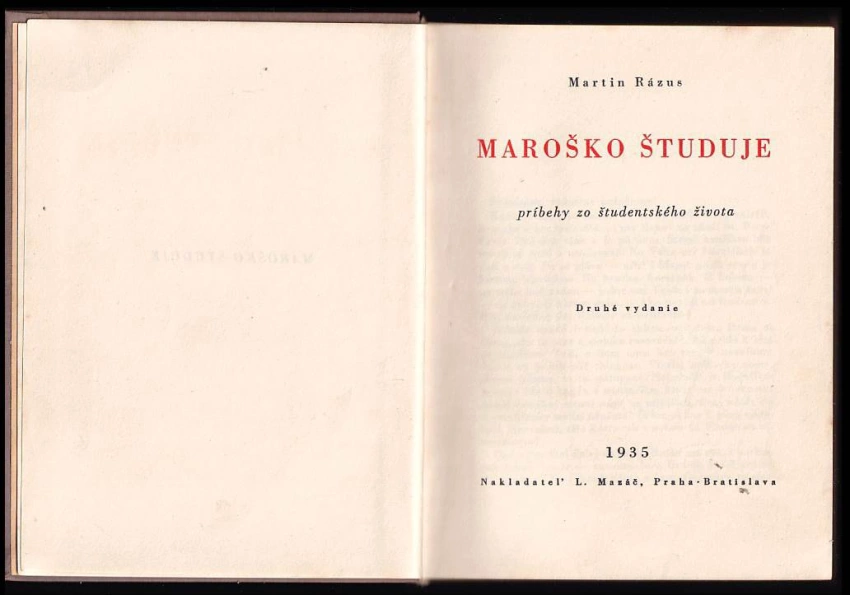 Martin Rázus
MAROŠKO ŠTUDUJE
príbehy zo študentského života
Druhé vydanie
1935
Nakladateľ L. Mazáč, Praha-Bratislava